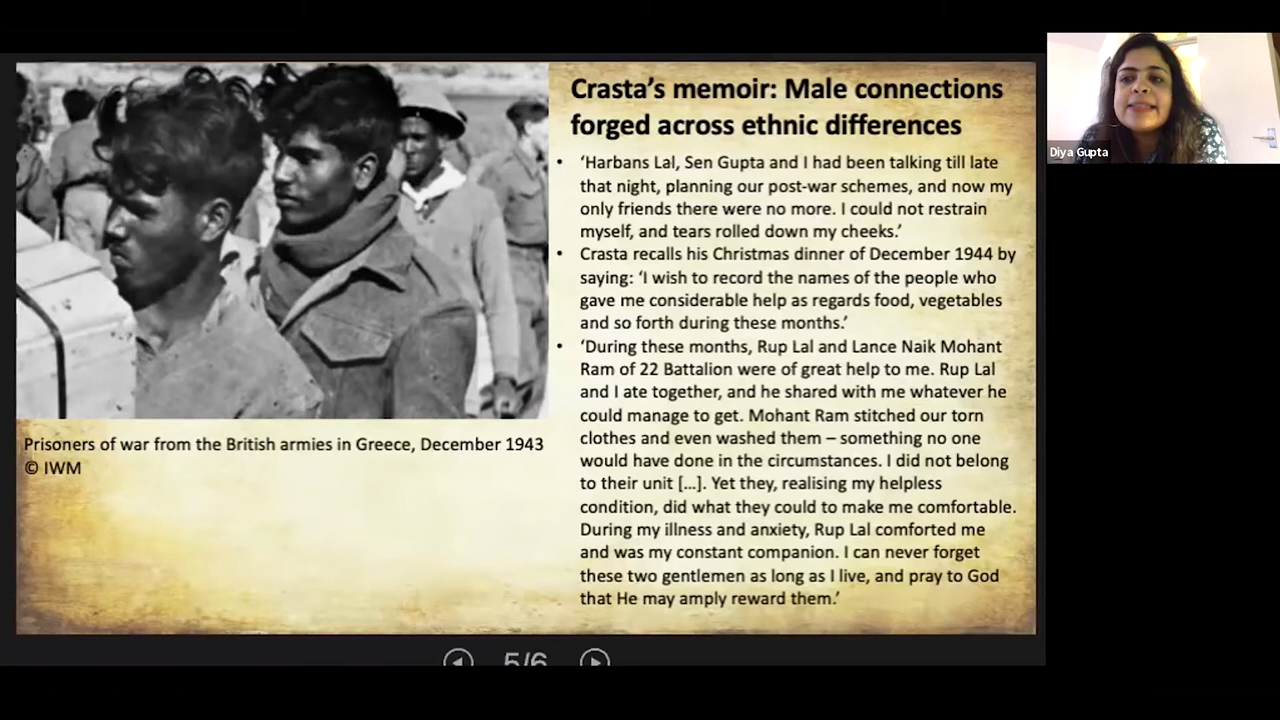 Crasta’s memoir: Male connections
forged across ethnic differences
• ‘Harbans Lal, Sen Gupta and I had been talking till late
that night, planning our post-war schemes, and now my
only friends there were no more. I could not restrain
myself, and tears rolled down my cheeks.’
• Crasta recalls his Christmas dinner of December 1944 by
saying: ‘I wish to record the names of the people who
gave me considerable help as regards food, vegetables
and so forth during these months.’
• ‘During these months, Rup Lal and Lance Naik Mohant
Ram of 22 Battalion were of great help to me. Rup Lal
and I ate together, and he shared with me whatever he
could manage to get. Mohant Ram stitched our torn
clothes and even washed them – something no one
would have done in the circumstances. I did not belong
to their unit […]. Yet they, realising my helpless
condition, did what they could to make me comfortable.
During my illness and anxiety, Rup Lal comforted me
and was my constant companion. I can never forget
these two gentlemen as long as I live, and pray to God
that He may amply reward them.’
Prisoners of war from the British armies in Greece, December 1943
© IWM
Diya Gupta
5/6